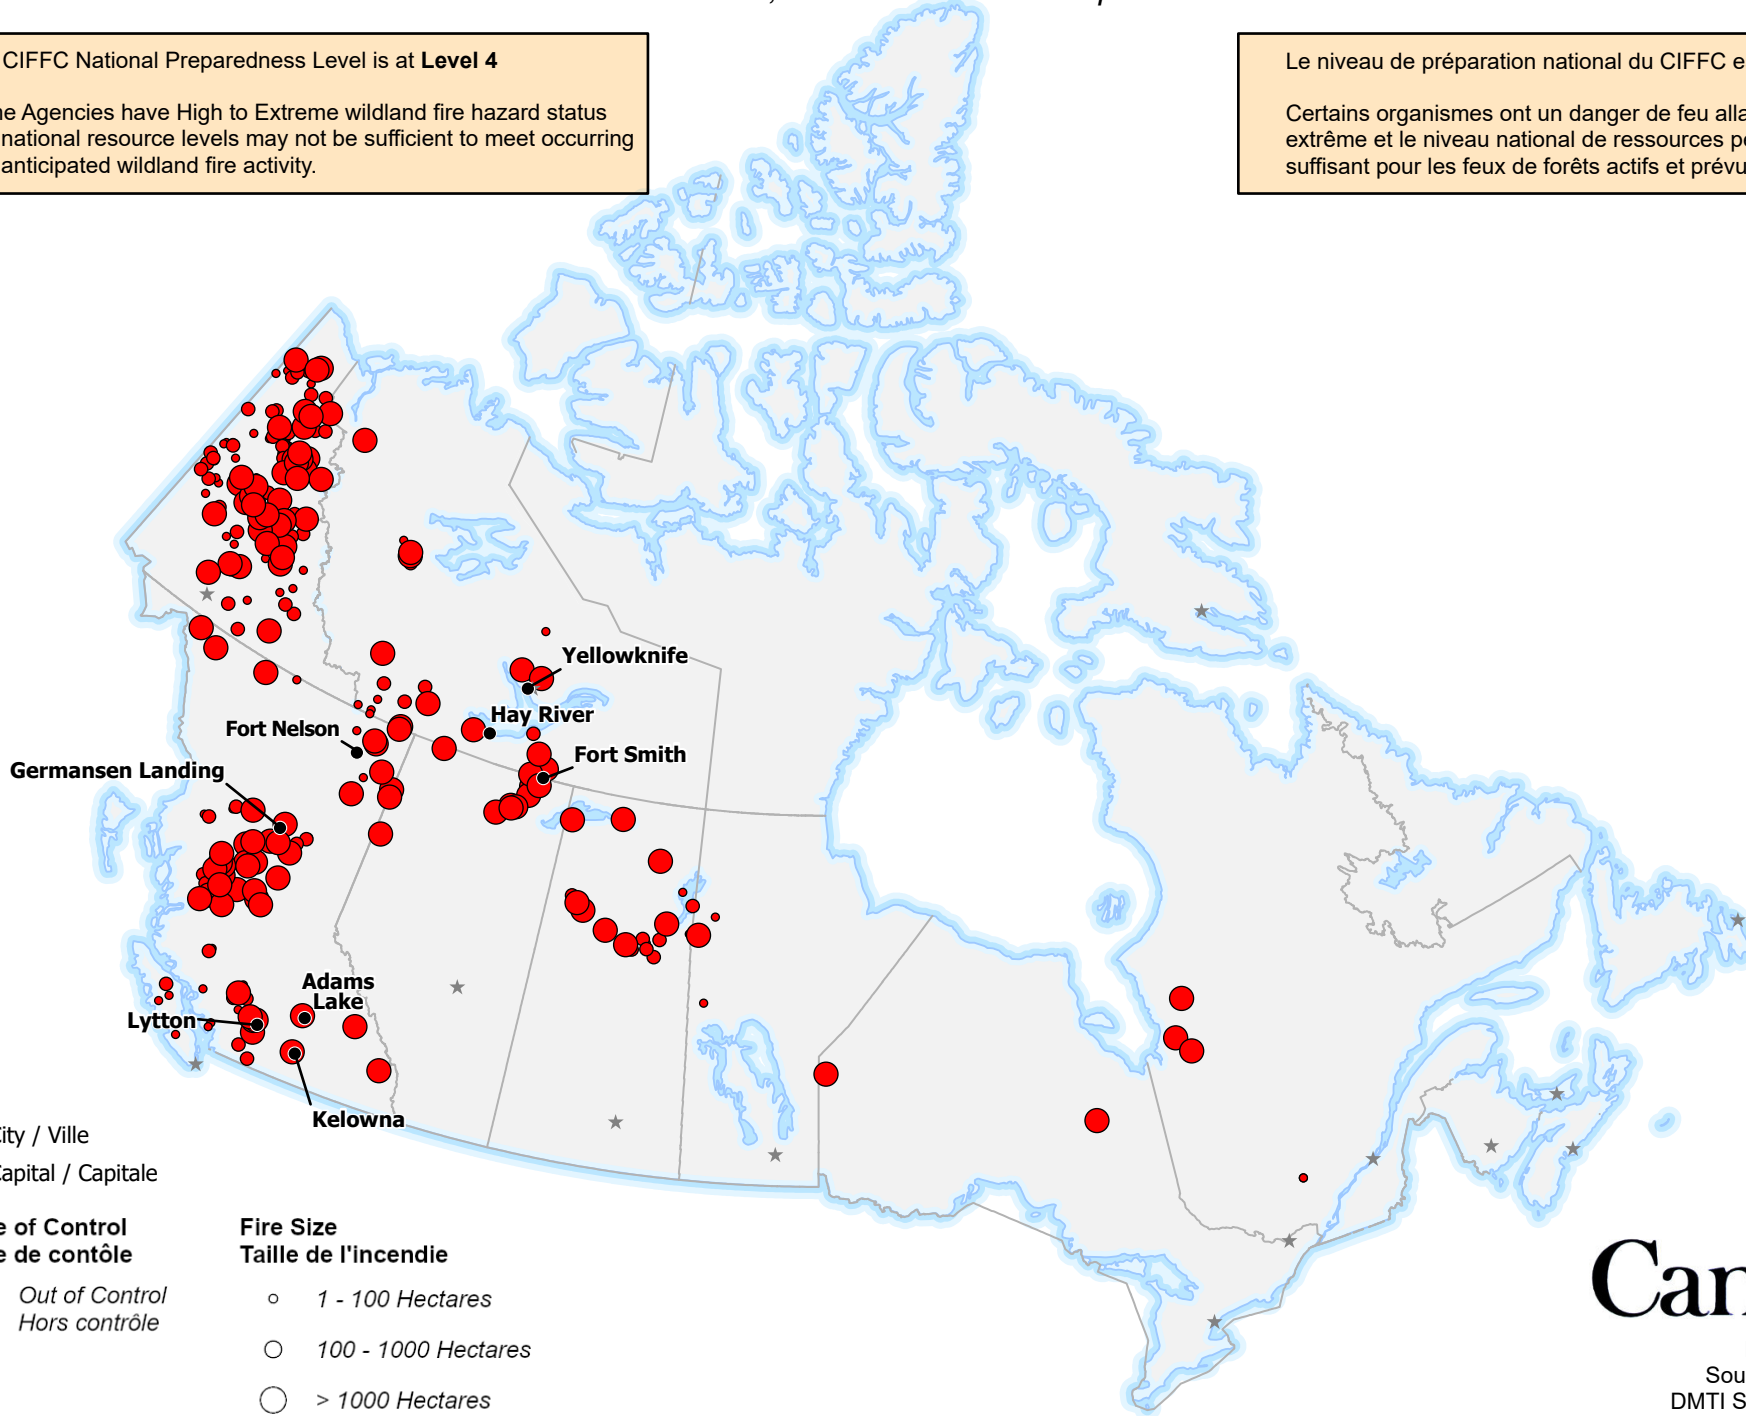 CIFFC National Preparedness Level is at Level 4
Agencies have High to Extreme wildland fire hazard status
national resource levels may not be sufficient to meet occurring
anticipated wildland fire activity.
Le niveau de préparation national du CIFFC
Certains organismes ont un danger de feu
extrême et le niveau national de ressources
suffisant pour les feux de forêts actifs et
Yellowknife
Hay River
Fort Nelson
Fort Smith
Germansen Landing
Adams
Lake
Lytton
Kelowna
City / Ville
Capital / Capitale
of Control
de contôle
Out of Control
Hors contrôle
Fire Size
Taille de l'incendie
1 - 100 Hectares
100 - 1000 Hectares
> 1000 Hectares
Can
Sou
DMTI S